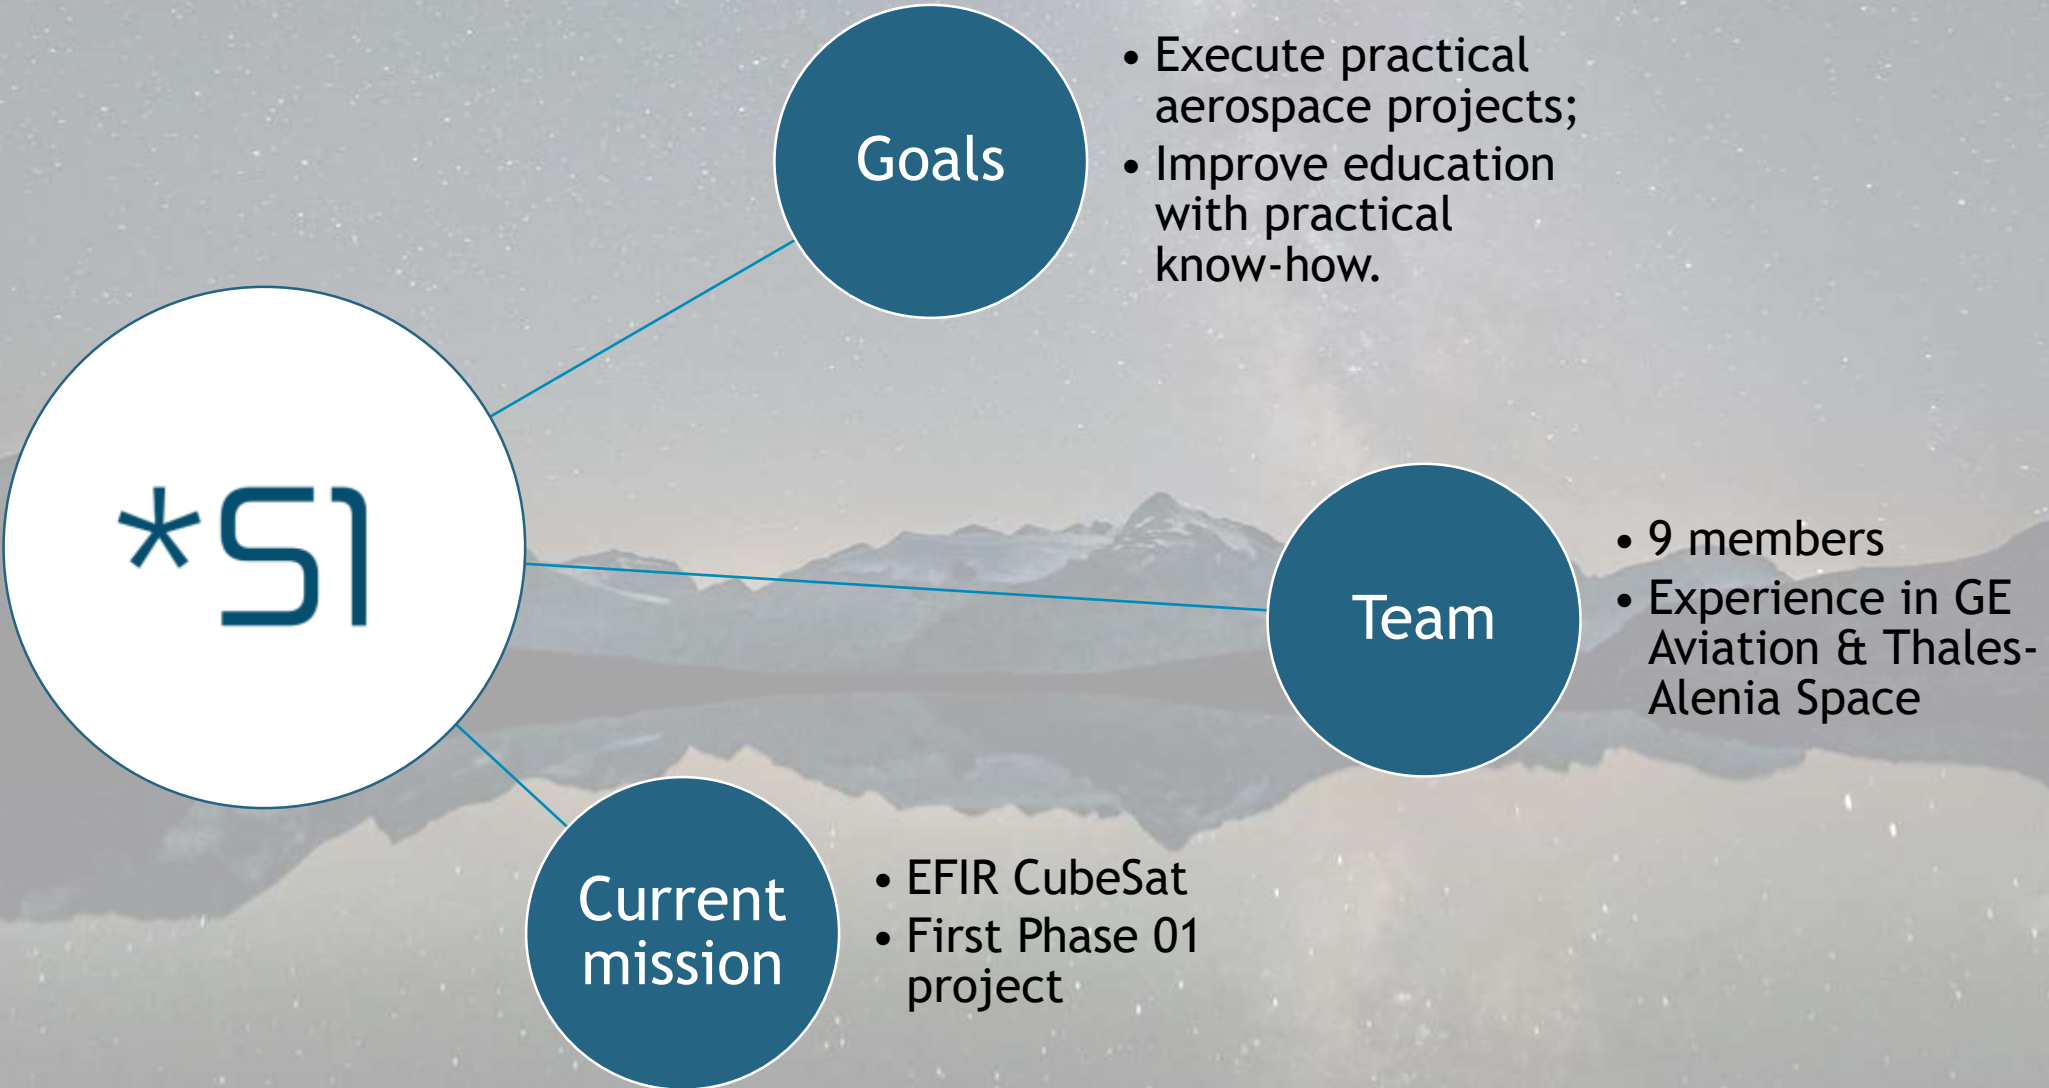 Goals
• Execute practical
aerospace projects;
• Improve education
with practical
know-how.
*S1
Team
• 9 members
• Experience in GE
Aviation & Thales-
Alenia Space
Current
mission
• EFIR CubeSat
• First Phase 01
project